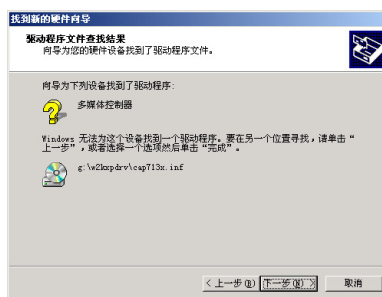 找到新的硬件向导
驱动程序文件查找结果
向导为您的硬件设备找到了驱动程序文件。
向导为下列设备找到了驱动程序:
多媒体控制器
Windows 无法为这个设备找到一个驱动程序。要在另一个位置寻找，请单击“
上一步”，或者选择一个选项然后单击“完成”。
g:\w2kxpdrv\cap713x.inf
< 上一步(B) 下一步(N) > 取消